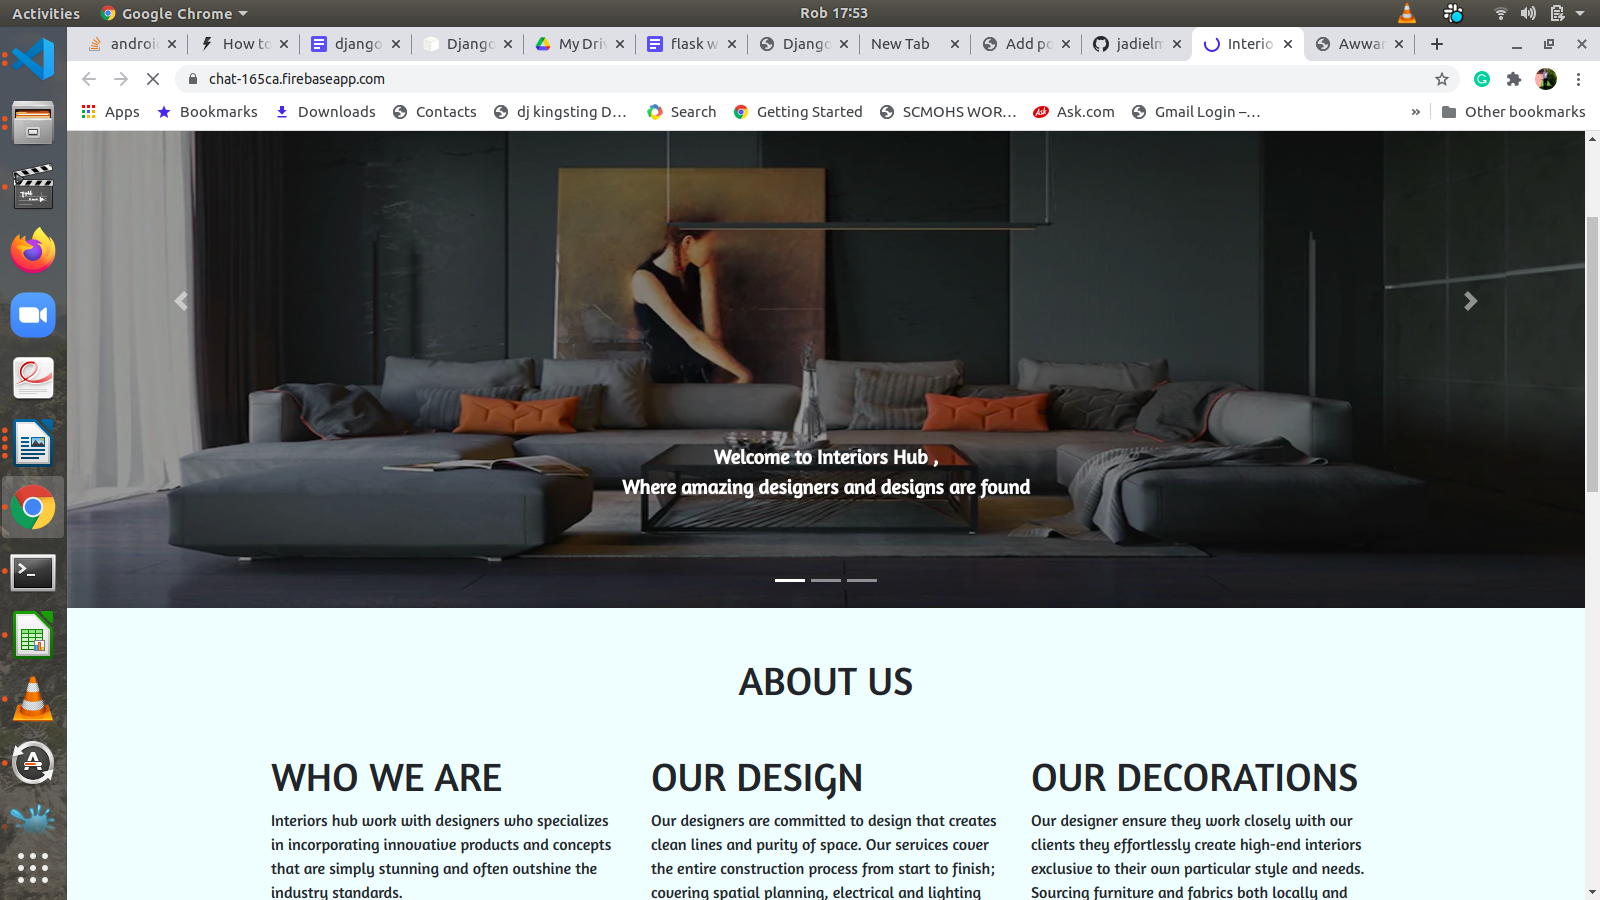 Activities
Google Chrome
Rob 17:53
androi
How to
django
Django
My Driv
flask w
Django
New Tab
Add po
jadielm
Interio
Awwar
chat-165ca.firebaseapp.com
Apps
Bookmarks
Downloads
Contacts
dj kingsting D...
Search
Getting Started
SCMOHS WOR...
Ask
Ask.com
Gmail Login –...
»
Other bookmarks
Welcome to Interiors Hub ,
Where amazing designers and designs are found
ABOUT US
WHO WE ARE
Interiors hub work with designers who specializes
in incorporating innovative products and concepts
that are simply stunning and often outshine the
industry standards.
OUR DESIGN
Our designers are committed to design that creates
clean lines and purity of space. Our services cover
the entire construction process from start to finish;
covering spatial planning, electrical and lighting
OUR DECORATIONS
Our designer ensure they work closely with our
clients they effortlessly create high-end interiors
exclusive to their own particular style and needs.
Sourcing furniture and fabrics both locally and